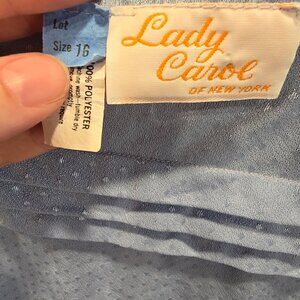 Lot
Size 16
100% POLYESTER
Lady
Carol
OF NEW YORK